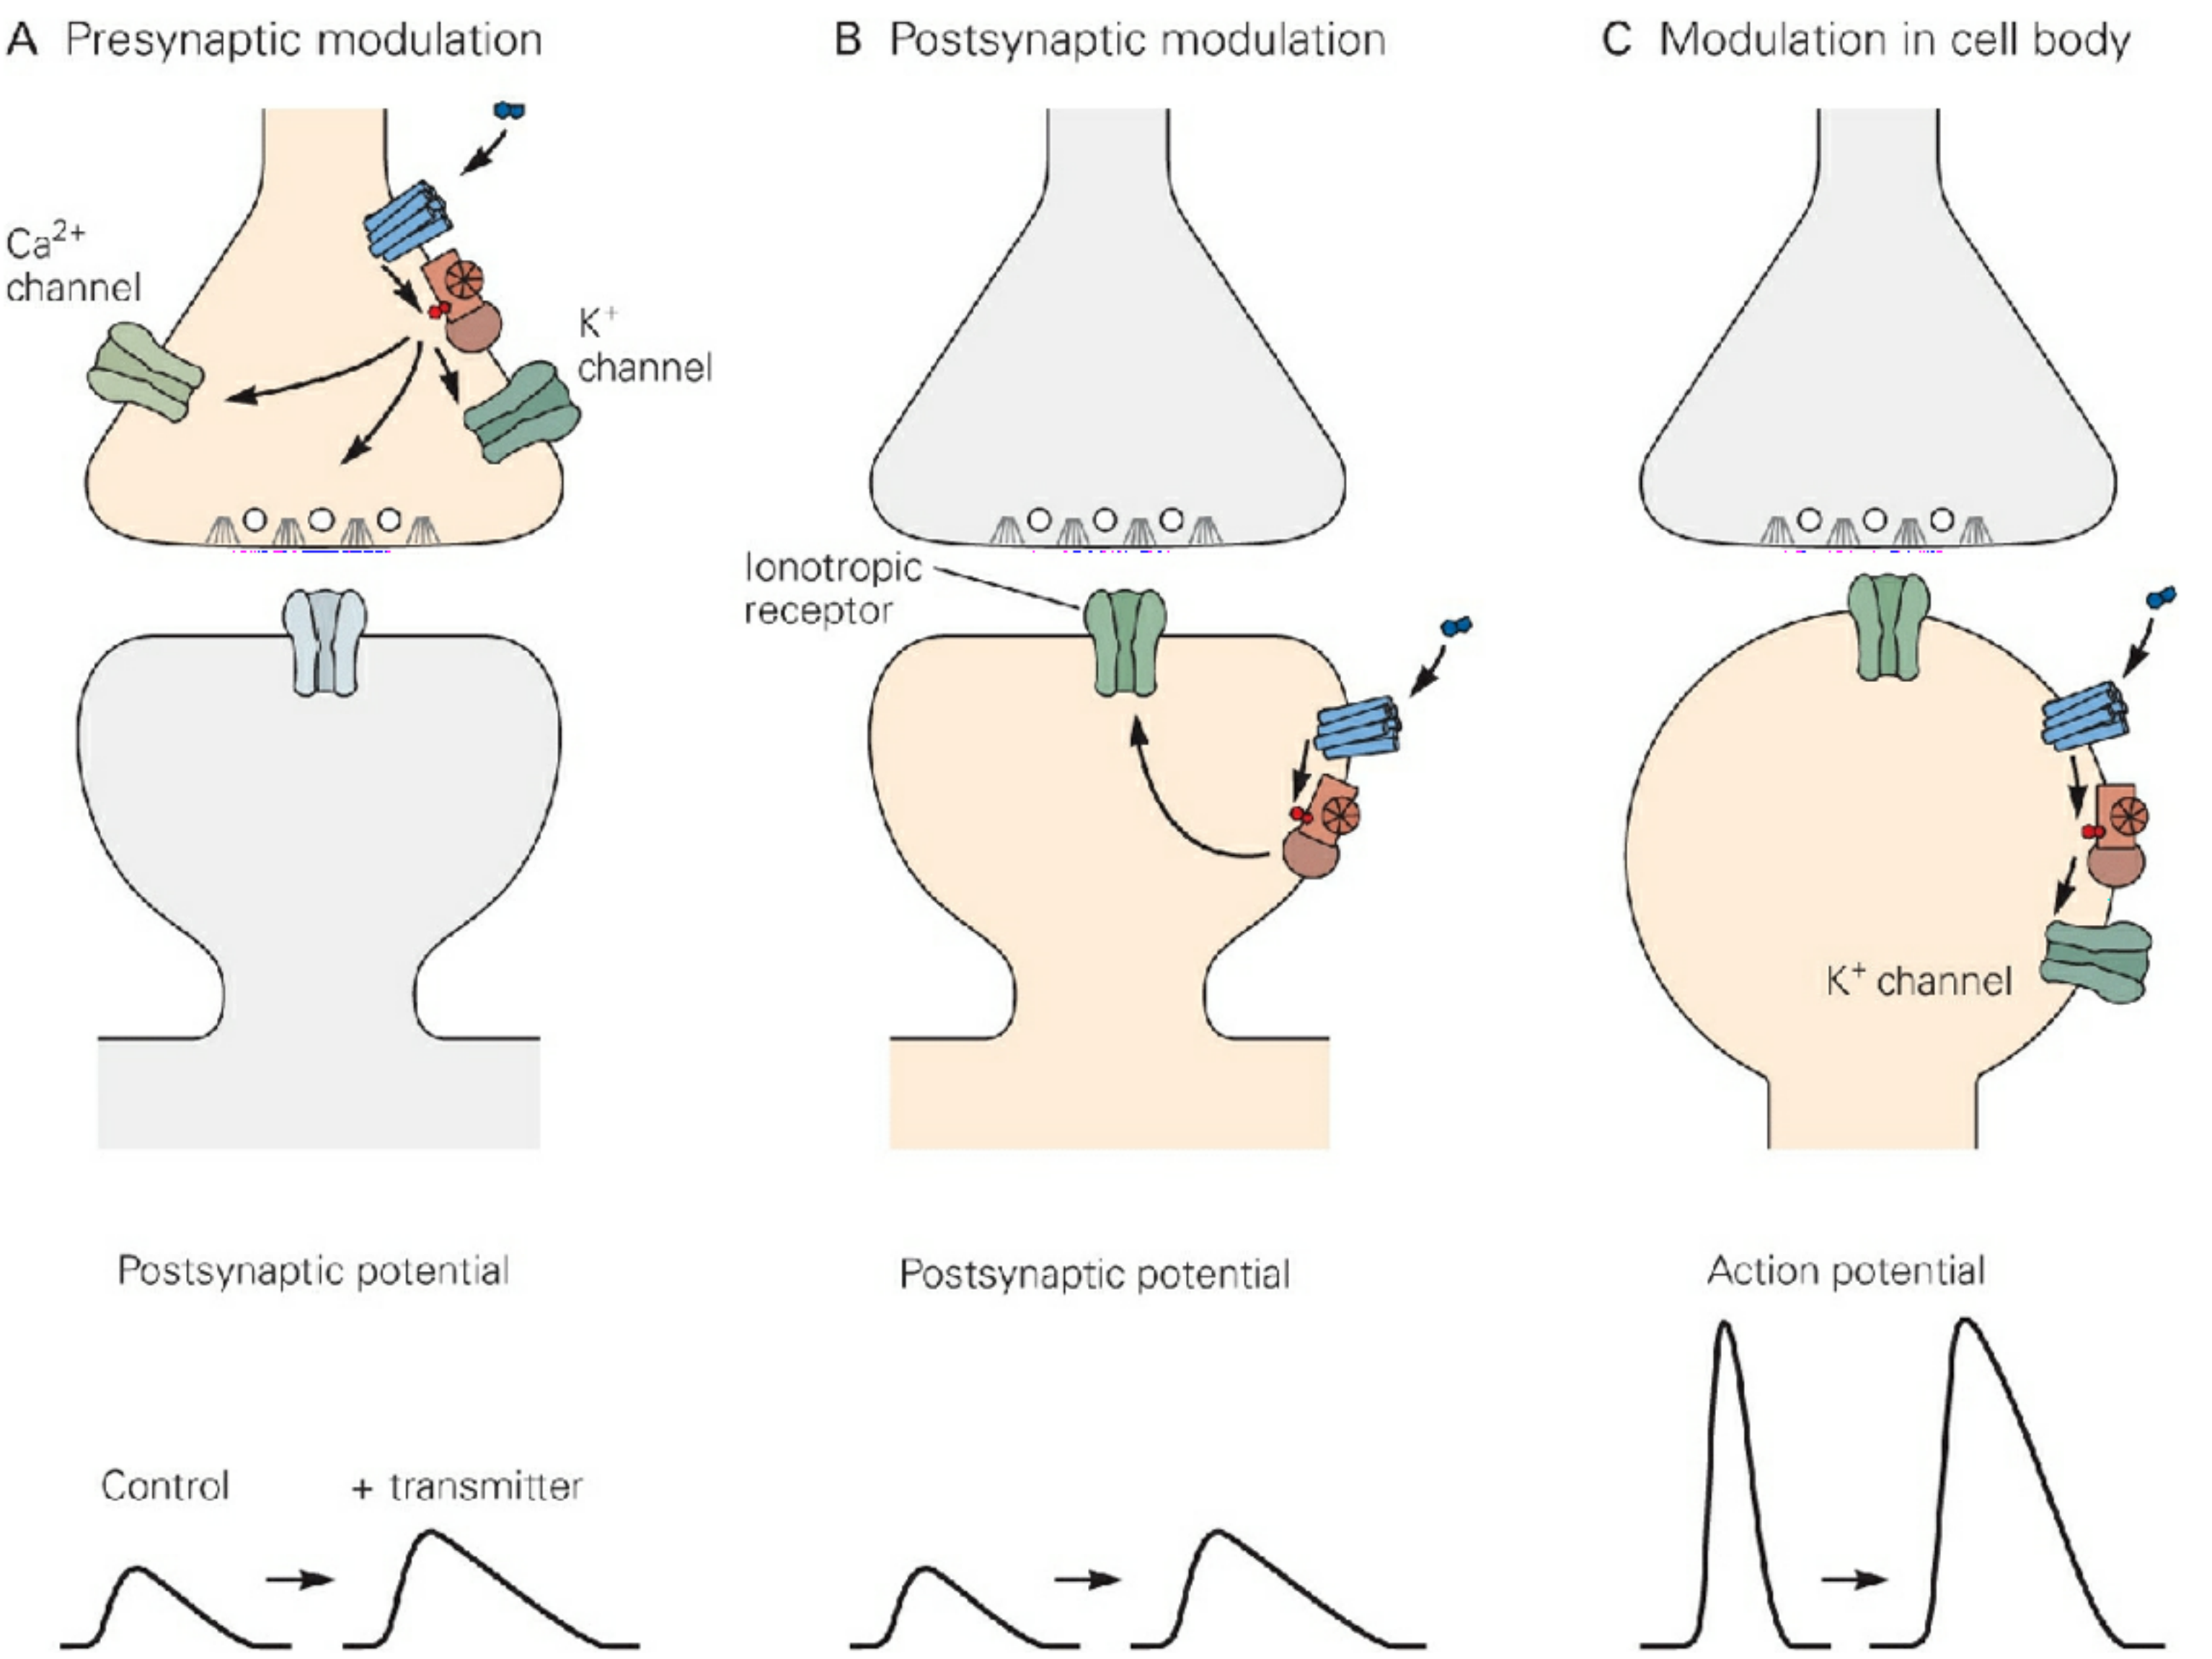 A Presynaptic modulation
B Postsynaptic modulation
C Modulation in cell body
Ca²⁺
channel
K⁺
channel
Ionotropic
receptor
K⁺ channel
Postsynaptic potential
Postsynaptic potential
Action potential
Control
+ transmitter